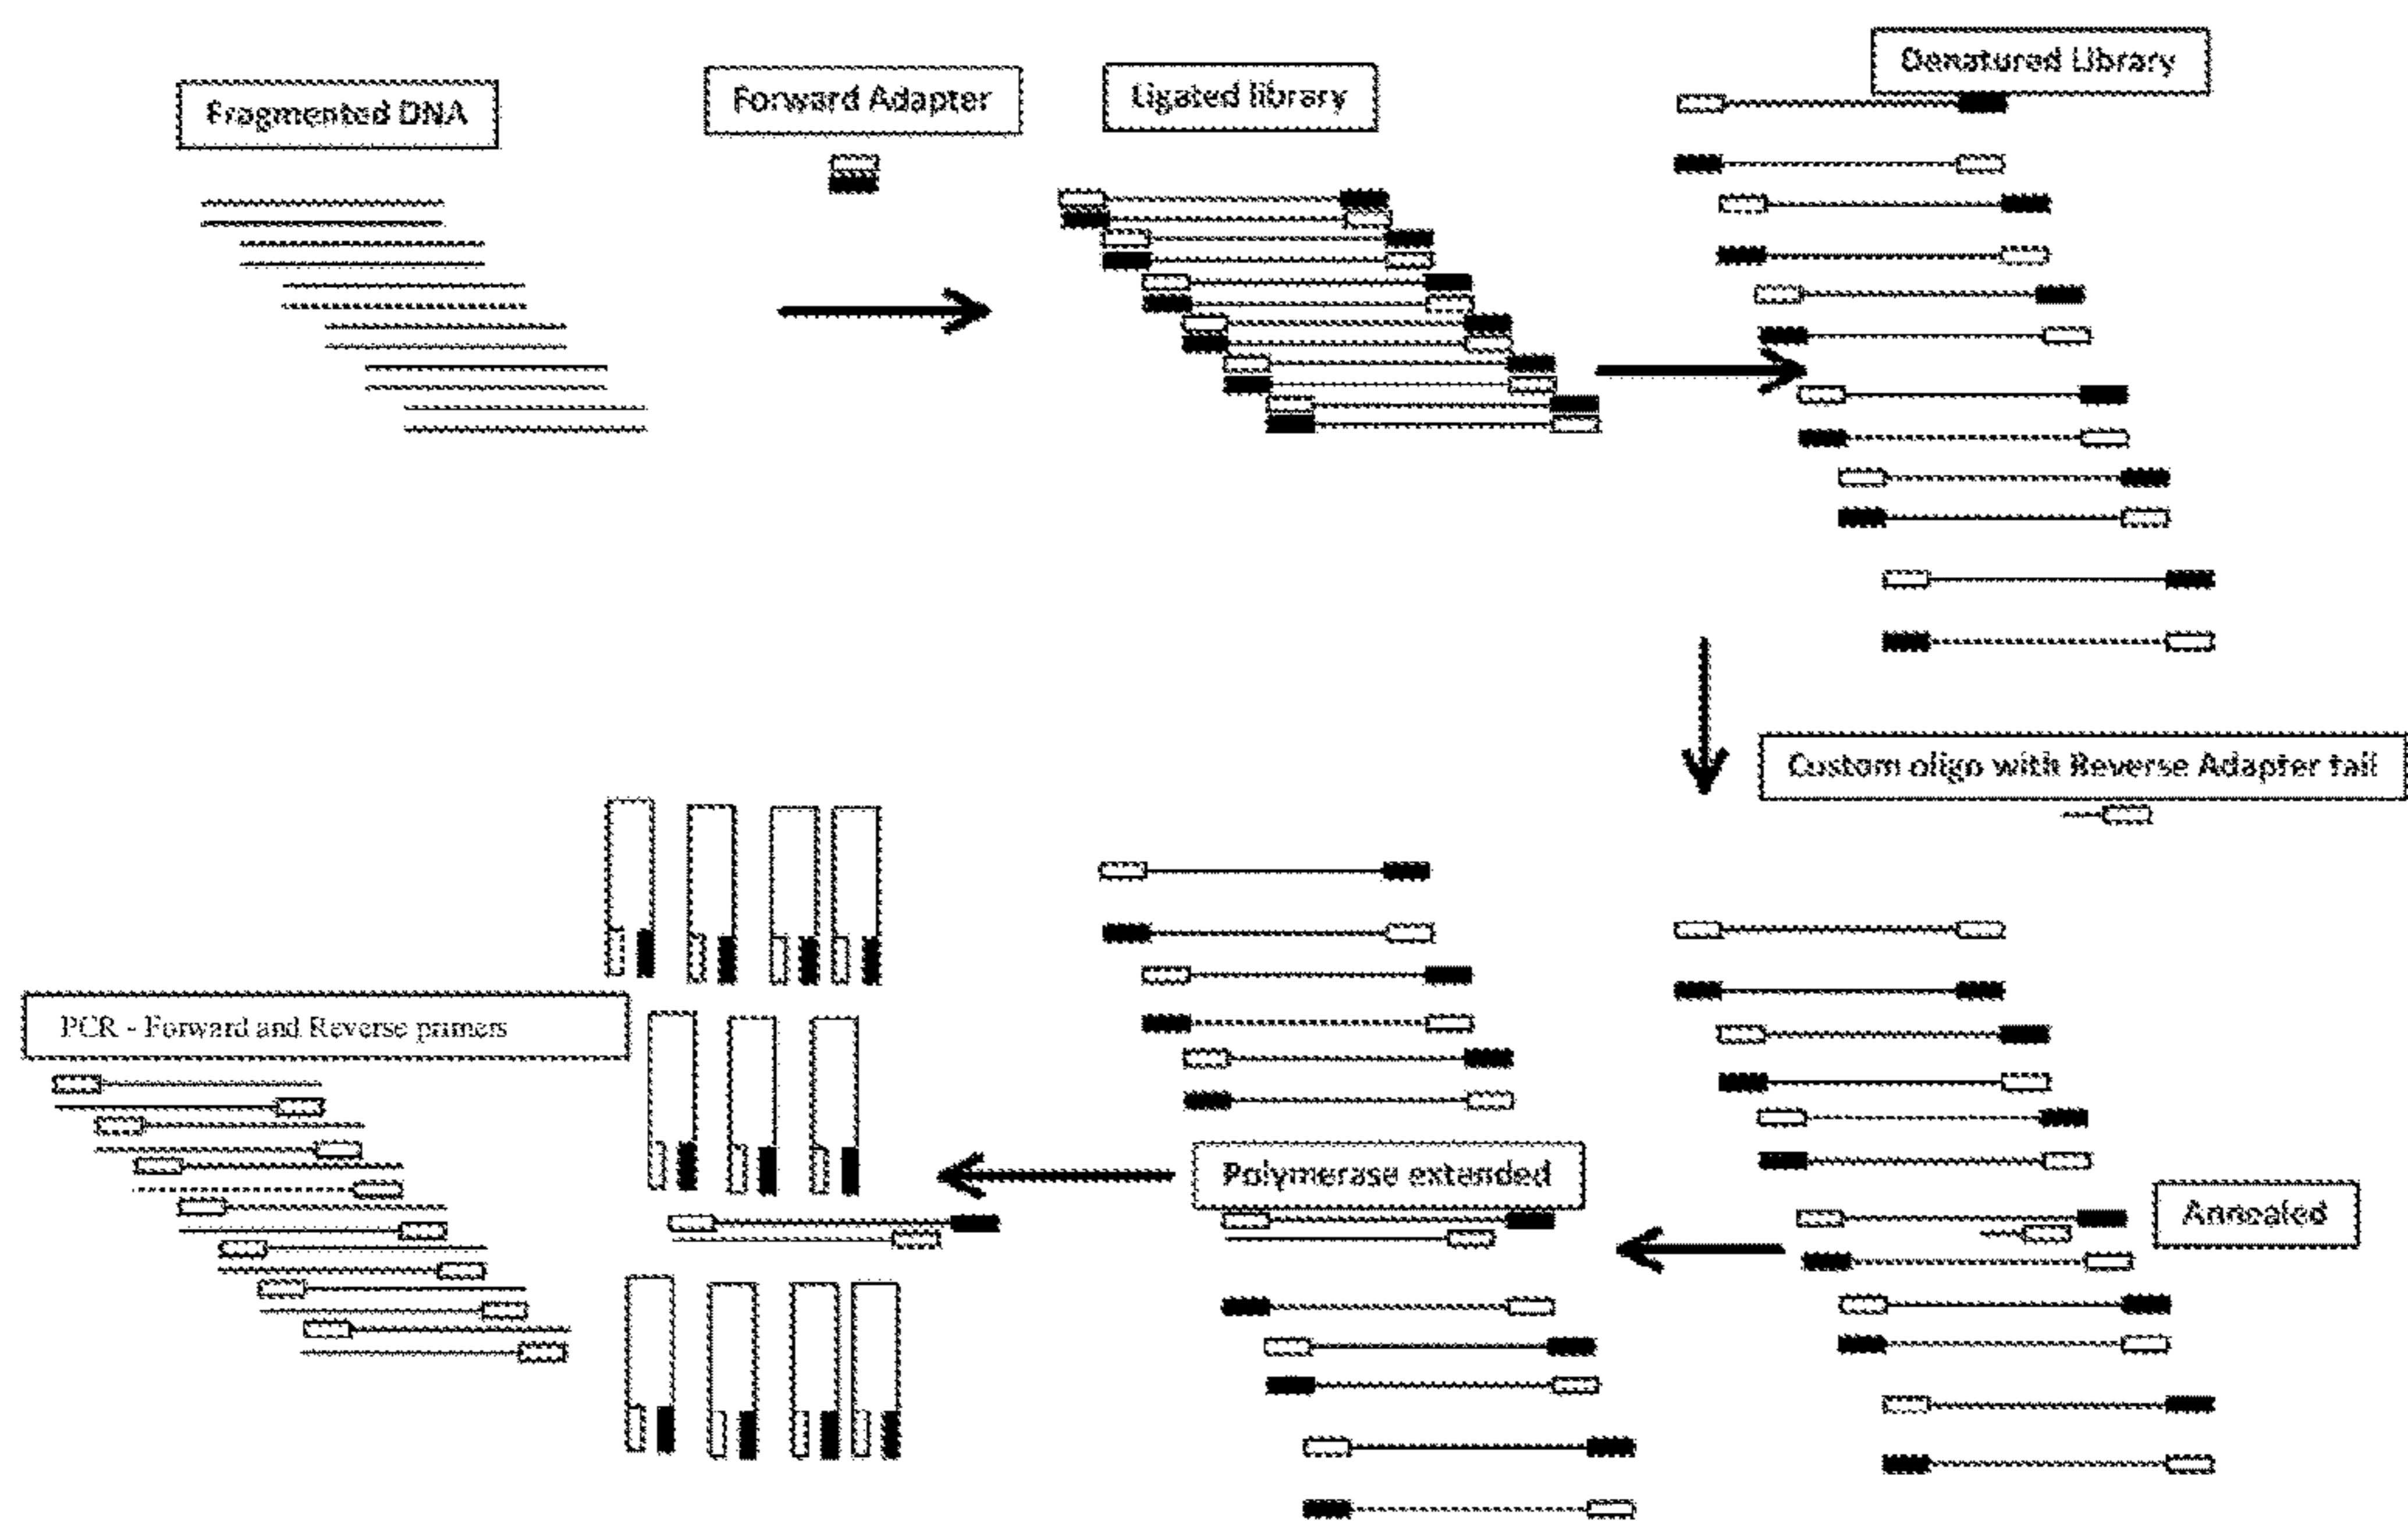 Fragmented DNA
Forward Adapter
Ligated library
Denatured Library
Custom oligo with Reverse Adapter tail
Annealed
Polymerase extended
PCR - Forward and Reverse primers